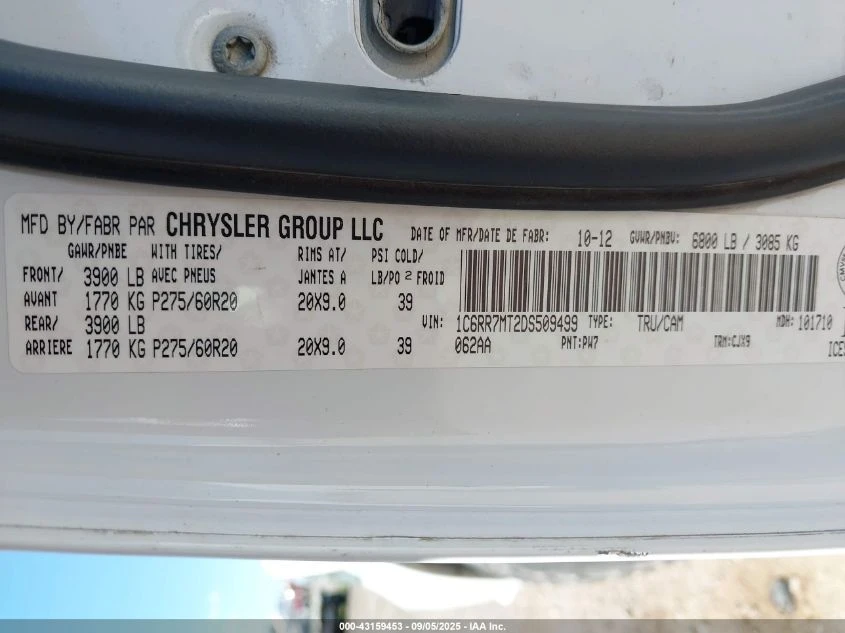 MFD BY/FABR PAR CHRYSLER GROUP LLC DATE OF MFR/DATE DE FABR: 10-12 GVWR/PNBV: 6800 LB / 3085 KG
GAWR/PNBE WITH TIRES/ RIMS AT/ PSI COLD/
FRONT/ 3900 LB AVEC PNEUS JANTES A LB/PO 2 FROID
AVANT 1770 KG P275/60R20 20X9.0 39
REAR/ 3900 LB VIN: 1C6RR7MT2DS509499 TYPE: TRU/CAM MDH: 101710
ARRIERE 1770 KG P275/60R20 20X9.0 39 062AA PNT:PW7 TRM:CJX9
000-43159453 - 09/05/2025 - IAA Inc.